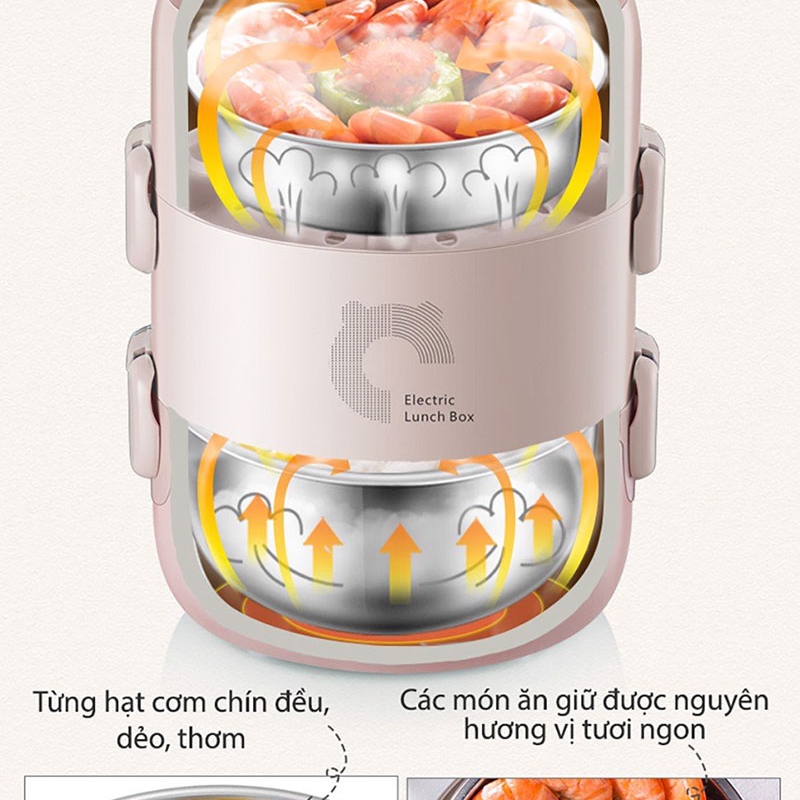 Electric
Lunch Box
Từng hạt cơm chín đều,
dẻo, thơm
Các món ăn giữ được nguyên
hương vị tươi ngon